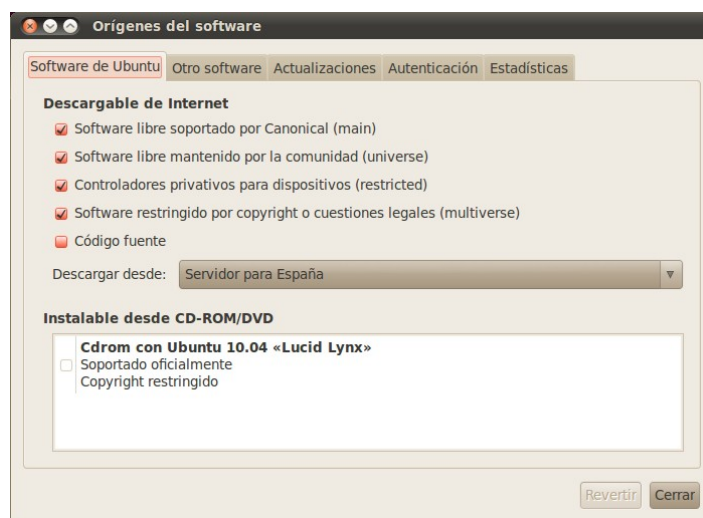 Orígenes del software
Software de Ubuntu Otro software Actualizaciones Autenticación Estadísticas
Descargable de Internet
Software libre soportado por Canonical (main)
Software libre mantenido por la comunidad (universe)
Controladores privativos para dispositivos (restricted)
Software restringido por copyright o cuestiones legales (multiverse)
Código fuente
Descargar desde: Servidor para España
Instalable desde CD-ROM/DVD
Cdrom con Ubuntu 10.04 «Lucid Lynx»
Soportado oficialmente
Copyright restringido
Revertir Cerrar